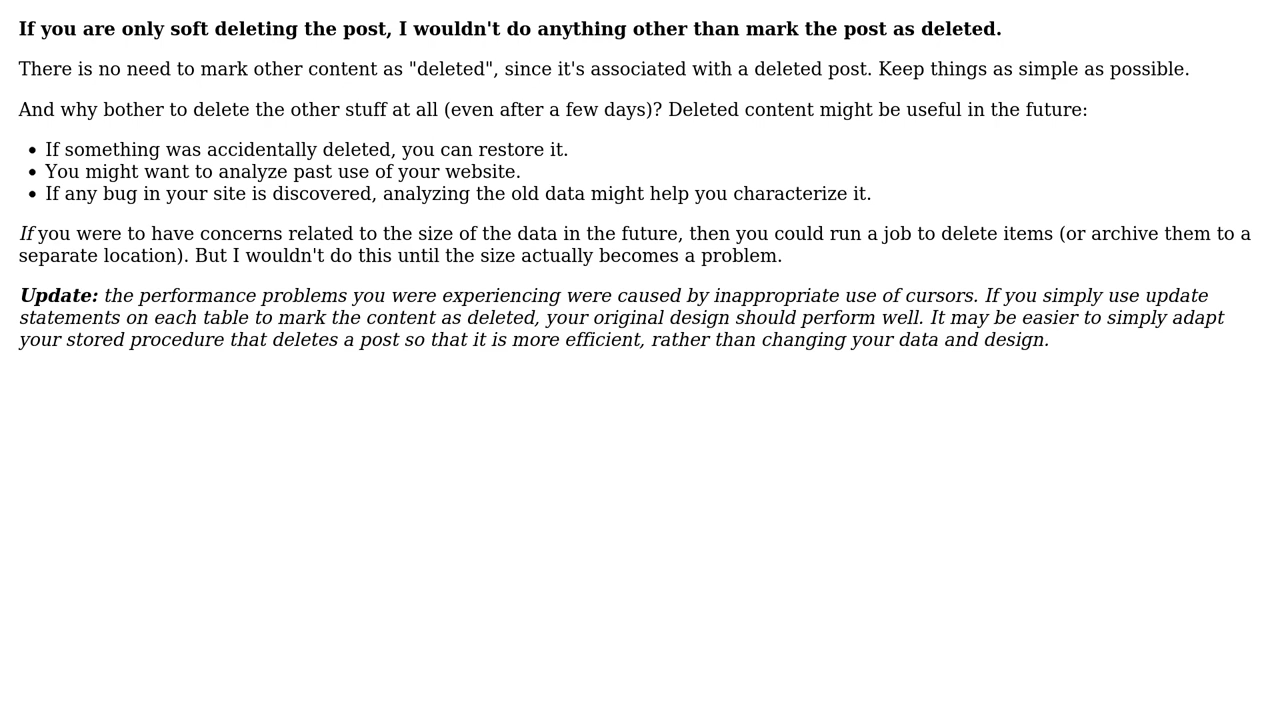 If you are only soft deleting the post, I wouldn't do anything other than mark the post as deleted.
There is no need to mark other content as "deleted", since it's associated with a deleted post. Keep things as simple as possible.
And why bother to delete the other stuff at all (even after a few days)? Deleted content might be useful in the future:
• If something was accidentally deleted, you can restore it.
• You might want to analyze past use of your website.
• If any bug in your site is discovered, analyzing the old data might help you characterize it.
If you were to have concerns related to the size of the data in the future, then you could run a job to delete items (or archive them to a
separate location). But I wouldn't do this until the size actually becomes a problem.
Update: the performance problems you were experiencing were caused by inappropriate use of cursors. If you simply use update
statements on each table to mark the content as deleted, your original design should perform well. It may be easier to simply adapt
your stored procedure that deletes a post so that it is more efficient, rather than changing your data and design.